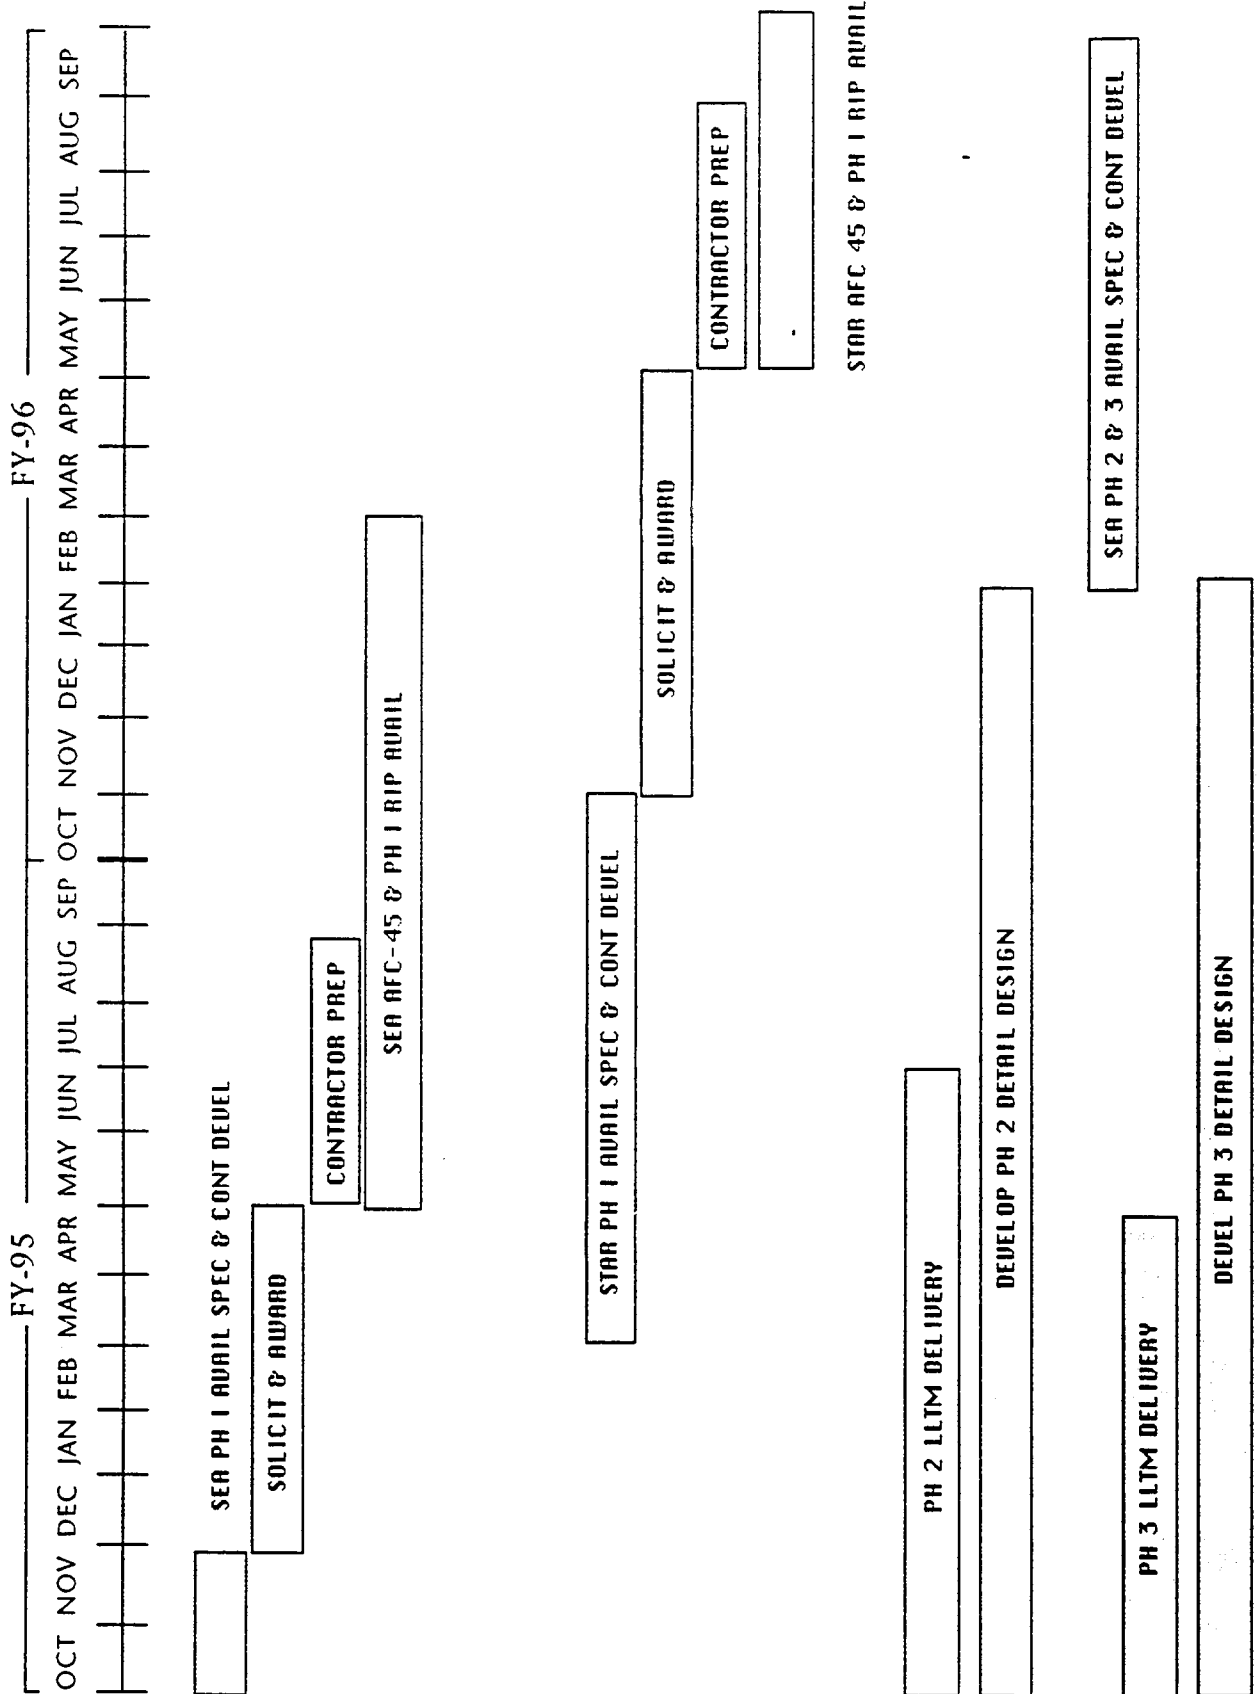 FY-95 FY-96
OCT NOV DEC JAN FEB MAR APR MAY JUN JUL AUG SEP OCT NOV DEC JAN FEB MAR APR MAY JUN JUL AUG SEP
SEA PH 1 AVAIL SPEC & CONT DEVEL
SOLICIT & AWARD
CONTRACTOR PREP
SEA AFC-45 & PH 1 RIP AVAIL
STAR PH 1 AVAIL SPEC & CONT DEVEL
SOLICIT & AWARD
CONTRACTOR PREP
STAR AFC 45 & PH 1 RIP AVAIL
PH 2 LLTM DELIVERY
DEVELOP PH 2 DETAIL DESIGN
SEA PH 2 & 3 AVAIL SPEC & CONT DEVEL
PH 3 LLTM DELIVERY
DEVEL PH 3 DETAIL DESIGN